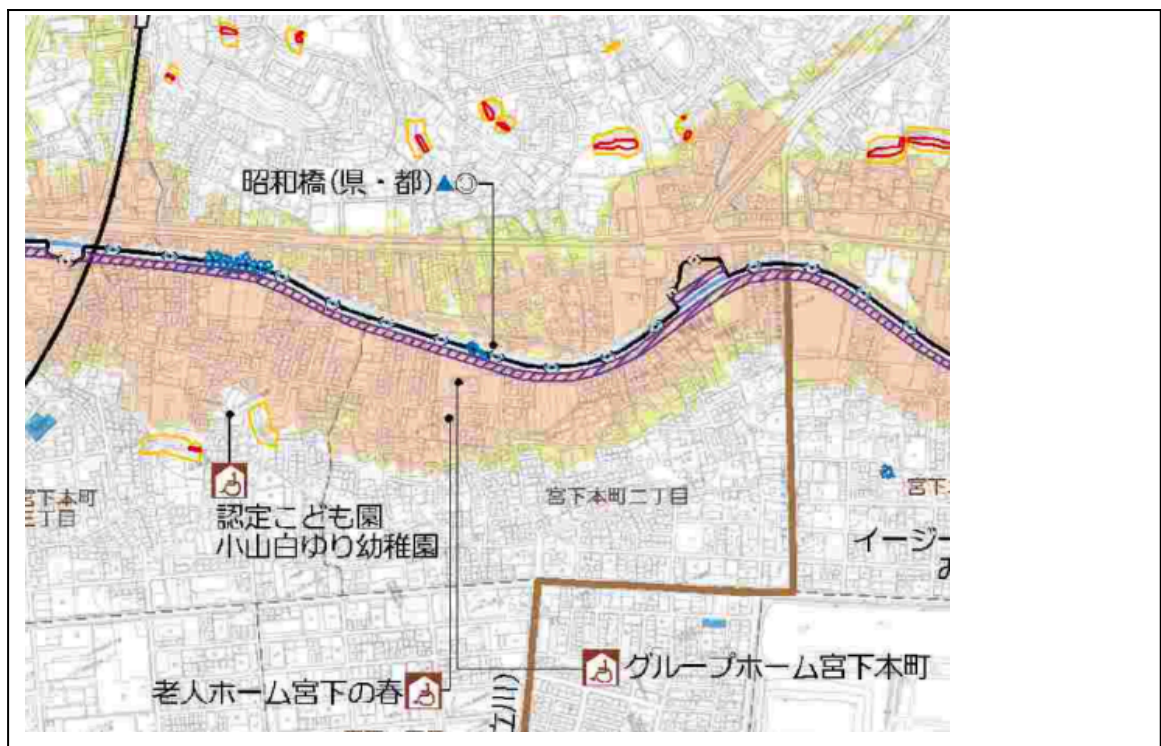 昭和橋(県・都)▲◎
認定こども園
小山白ゆり幼稚園
宮下本町
三丁目
宮下本町二丁目
宮下
イージー
み
グループホーム宮下本町
老人ホーム宮下の春